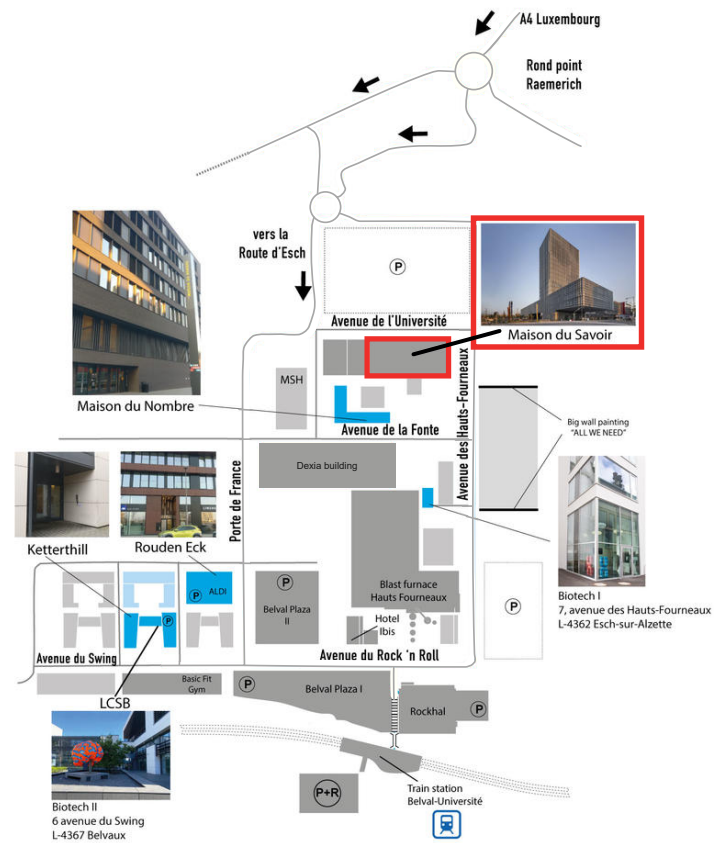 A4 Luxembourg
Rond point
Raemerich
vers la
Route d'Esch
P
Avenue de l'Université
Maison du Savoir
MSH
Maison du Nombre
Avenue de la Fonte
Avenue des Hauts-Fourneaux
Big wall painting
"ALL WE NEED"
Dexia building
Porte de France
Ketterthill
Rouden Eck
P
ALDI
P
Belval Plaza
II
Blast furnace
Hauts Fourneaux
P
Biotech I
7, avenue des Hauts-Fourneaux
L-4362 Esch-sur-Alzette
P
Hotel
Ibis
Avenue du Swing
Avenue du Rock 'n Roll
Basic Fit
Gym
P
Belval Plaza I
Rockhal
P
LCSB
Biotech II
6 avenue du Swing
L-4367 Belvaux
P+R
Train station
Belval-Université